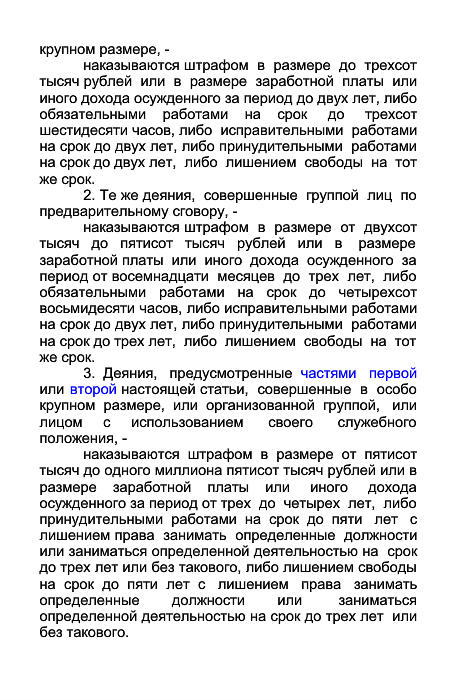 крупном размере, -
наказываются штрафом в размере до трехсот
тысяч рублей или в размере заработной платы или
иного дохода осужденного за период до двух лет, либо
обязательными работами на срок до трехсот
шестидесяти часов, либо исправительными работами
на срок до двух лет, либо принудительными работами
на срок до двух лет, либо лишением свободы на тот
же срок.
2. Те же деяния, совершенные группой лиц по
предварительному сговору, -
наказываются штрафом в размере от двухсот
тысяч до пятисот тысяч рублей или в размере
заработной платы или иного дохода осужденного за
период от восемнадцати месяцев до трех лет, либо
обязательными работами на срок до четырехсот
восьмидесяти часов, либо исправительными работами
на срок до двух лет, либо принудительными работами
на срок до трех лет, либо лишением свободы на тот
же срок.
3. Деяния, предусмотренные частями первой
или второй настоящей статьи, совершенные в особо
крупном размере, или организованной группой, или
лицом с использованием своего служебного
положения, -
наказываются штрафом в размере от пятисот
тысяч до одного миллиона пятисот тысяч рублей или в
размере заработной платы или иного дохода
осужденного за период от трех до четырех лет, либо
принудительными работами на срок до пяти лет с
лишением права занимать определенные должности
или заниматься определенной деятельностью на срок
до трех лет или без такового, либо лишением свободы
на срок до пяти лет с лишением права занимать
определенные должности или заниматься
определенной деятельностью на срок до трех лет или
без такового.